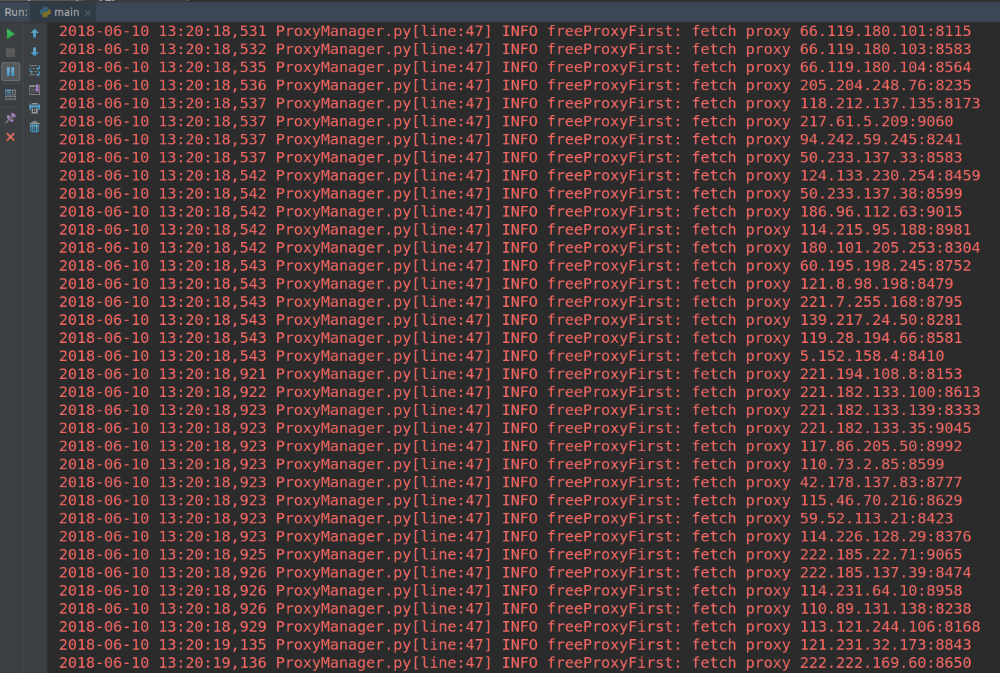 Run: main
2018-06-10 13:20:18,531 ProxyManager.py[line:47] INFO freeProxyFirst: fetch proxy 66.119.180.101:8115
2018-06-10 13:20:18,532 ProxyManager.py[line:47] INFO freeProxyFirst: fetch proxy 66.119.180.103:8583
2018-06-10 13:20:18,535 ProxyManager.py[line:47] INFO freeProxyFirst: fetch proxy 66.119.180.104:8564
2018-06-10 13:20:18,536 ProxyManager.py[line:47] INFO freeProxyFirst: fetch proxy 205.204.248.76:8235
2018-06-10 13:20:18,537 ProxyManager.py[line:47] INFO freeProxyFirst: fetch proxy 118.212.137.135:8173
2018-06-10 13:20:18,537 ProxyManager.py[line:47] INFO freeProxyFirst: fetch proxy 217.61.5.209:9060
2018-06-10 13:20:18,537 ProxyManager.py[line:47] INFO freeProxyFirst: fetch proxy 94.242.59.245:8241
2018-06-10 13:20:18,537 ProxyManager.py[line:47] INFO freeProxyFirst: fetch proxy 50.233.137.33:8583
2018-06-10 13:20:18,542 ProxyManager.py[line:47] INFO freeProxyFirst: fetch proxy 124.133.230.254:8459
2018-06-10 13:20:18,542 ProxyManager.py[line:47] INFO freeProxyFirst: fetch proxy 50.233.137.38:8599
2018-06-10 13:20:18,542 ProxyManager.py[line:47] INFO freeProxyFirst: fetch proxy 186.96.112.63:9015
2018-06-10 13:20:18,542 ProxyManager.py[line:47] INFO freeProxyFirst: fetch proxy 114.215.95.188:8981
2018-06-10 13:20:18,542 ProxyManager.py[line:47] INFO freeProxyFirst: fetch proxy 180.101.205.253:8304
2018-06-10 13:20:18,543 ProxyManager.py[line:47] INFO freeProxyFirst: fetch proxy 60.195.198.245:8752
2018-06-10 13:20:18,543 ProxyManager.py[line:47] INFO freeProxyFirst: fetch proxy 121.8.98.198:8479
2018-06-10 13:20:18,543 ProxyManager.py[line:47] INFO freeProxyFirst: fetch proxy 221.7.255.168:8795
2018-06-10 13:20:18,543 ProxyManager.py[line:47] INFO freeProxyFirst: fetch proxy 139.217.24.50:8281
2018-06-10 13:20:18,543 ProxyManager.py[line:47] INFO freeProxyFirst: fetch proxy 119.28.194.66:8581
2018-06-10 13:20:18,543 ProxyManager.py[line:47] INFO freeProxyFirst: fetch proxy 5.152.158.4:8410
2018-06-10 13:20:18,921 ProxyManager.py[line:47] INFO freeProxyFirst: fetch proxy 221.194.108.8:8153
2018-06-10 13:20:18,922 ProxyManager.py[line:47] INFO freeProxyFirst: fetch proxy 221.182.133.100:8613
2018-06-10 13:20:18,923 ProxyManager.py[line:47] INFO freeProxyFirst: fetch proxy 221.182.133.139:8333
2018-06-10 13:20:18,923 ProxyManager.py[line:47] INFO freeProxyFirst: fetch proxy 221.182.133.35:9045
2018-06-10 13:20:18,923 ProxyManager.py[line:47] INFO freeProxyFirst: fetch proxy 117.86.205.50:8992
2018-06-10 13:20:18,923 ProxyManager.py[line:47] INFO freeProxyFirst: fetch proxy 110.73.2.85:8599
2018-06-10 13:20:18,923 ProxyManager.py[line:47] INFO freeProxyFirst: fetch proxy 42.178.137.83:8777
2018-06-10 13:20:18,923 ProxyManager.py[line:47] INFO freeProxyFirst: fetch proxy 115.46.70.216:8629
2018-06-10 13:20:18,923 ProxyManager.py[line:47] INFO freeProxyFirst: fetch proxy 59.52.113.21:8423
2018-06-10 13:20:18,923 ProxyManager.py[line:47] INFO freeProxyFirst: fetch proxy 114.226.128.29:8376
2018-06-10 13:20:18,925 ProxyManager.py[line:47] INFO freeProxyFirst: fetch proxy 222.185.22.71:9065
2018-06-10 13:20:18,926 ProxyManager.py[line:47] INFO freeProxyFirst: fetch proxy 222.185.137.39:8474
2018-06-10 13:20:18,926 ProxyManager.py[line:47] INFO freeProxyFirst: fetch proxy 114.231.64.10:8958
2018-06-10 13:20:18,926 ProxyManager.py[line:47] INFO freeProxyFirst: fetch proxy 110.89.131.138:8238
2018-06-10 13:20:18,929 ProxyManager.py[line:47] INFO freeProxyFirst: fetch proxy 113.121.244.106:8168
2018-06-10 13:20:19,135 ProxyManager.py[line:47] INFO freeProxyFirst: fetch proxy 121.231.32.173:8843
2018-06-10 13:20:19,136 ProxyManager.py[line:47] INFO freeProxyFirst: fetch proxy 222.222.169.60:8650